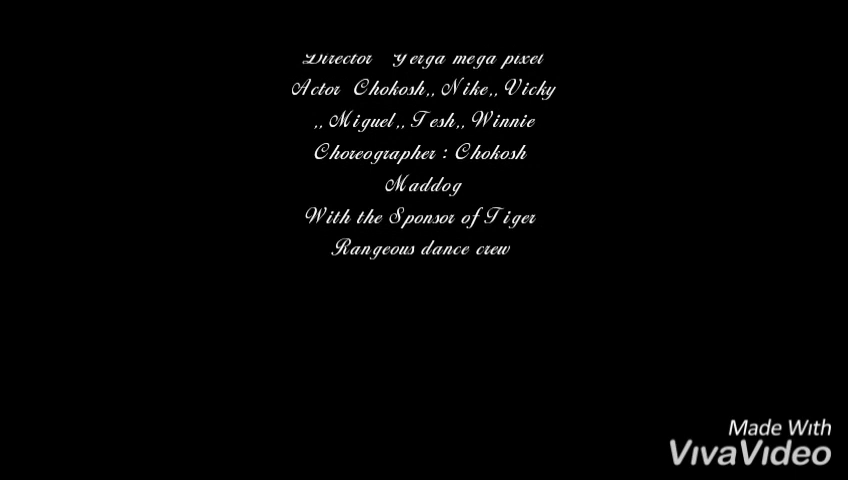 Director Yerga mega pixel
Actor Chokosh,, Nike,, Vicky
,, Miguel,, Tesh,, Winnie
Choreographer : Chokosh
Maddog
With the Sponsor of Tiger
Rangeous dance crew
Made With
VivaVideo